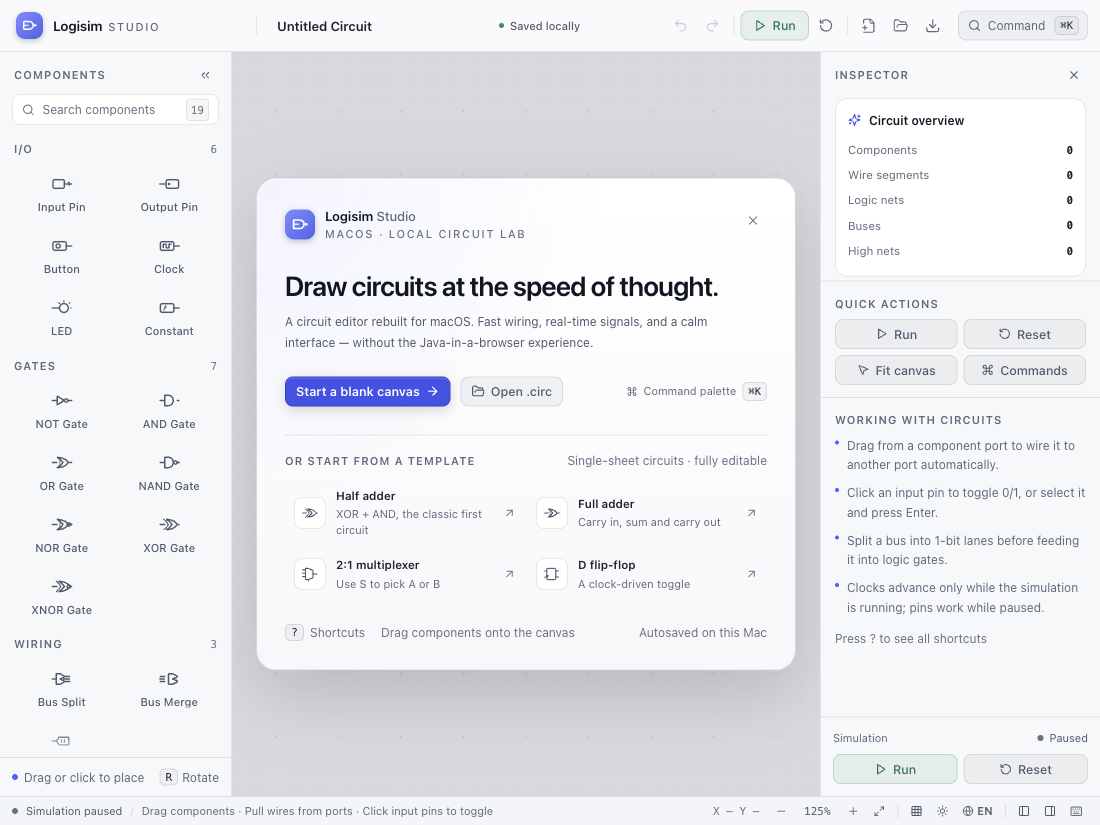 Logisim STUDIO
Untitled Circuit
Saved locally
Run
Command ⌘K
COMPONENTS
Search components 19
I/O 6
Input Pin Output Pin
Button Clock
LED Constant
GATES 7
NOT Gate AND Gate
OR Gate NAND Gate
NOR Gate XOR Gate
XNOR Gate
WIRING 3
Bus Split Bus Merge
Drag or click to place R Rotate
Logisim Studio
MACOS · LOCAL CIRCUIT LAB
Draw circuits at the speed of thought.
A circuit editor rebuilt for macOS. Fast wiring, real-time signals, and a calm
interface — without the Java-in-a-browser experience.
Start a blank canvas → Open .circ ⌘ Command palette ⌘K
OR START FROM A TEMPLATE Single-sheet circuits · fully editable
Half adder
XOR + AND, the classic first
circuit
Full adder
Carry in, sum and carry out
2:1 multiplexer
Use S to pick A or B
D flip-flop
A clock-driven toggle
? Shortcuts Drag components onto the canvas Autosaved on this Mac
INSPECTOR
Circuit overview
Components 0
Wire segments 0
Logic nets 0
Buses 0
High nets 0
QUICK ACTIONS
Run Reset
Fit canvas ⌘ Commands
WORKING WITH CIRCUITS
• Drag from a component port to wire it to
another port automatically.
• Click an input pin to toggle 0/1, or select it
and press Enter.
• Split a bus into 1-bit lanes before feeding
it into logic gates.
• Clocks advance only while the simulation
is running; pins work while paused.
Press ? to see all shortcuts
Simulation Paused
Run Reset
Simulation paused / Drag components · Pull wires from ports · Click input pins to toggle X — Y — − 125% + EN